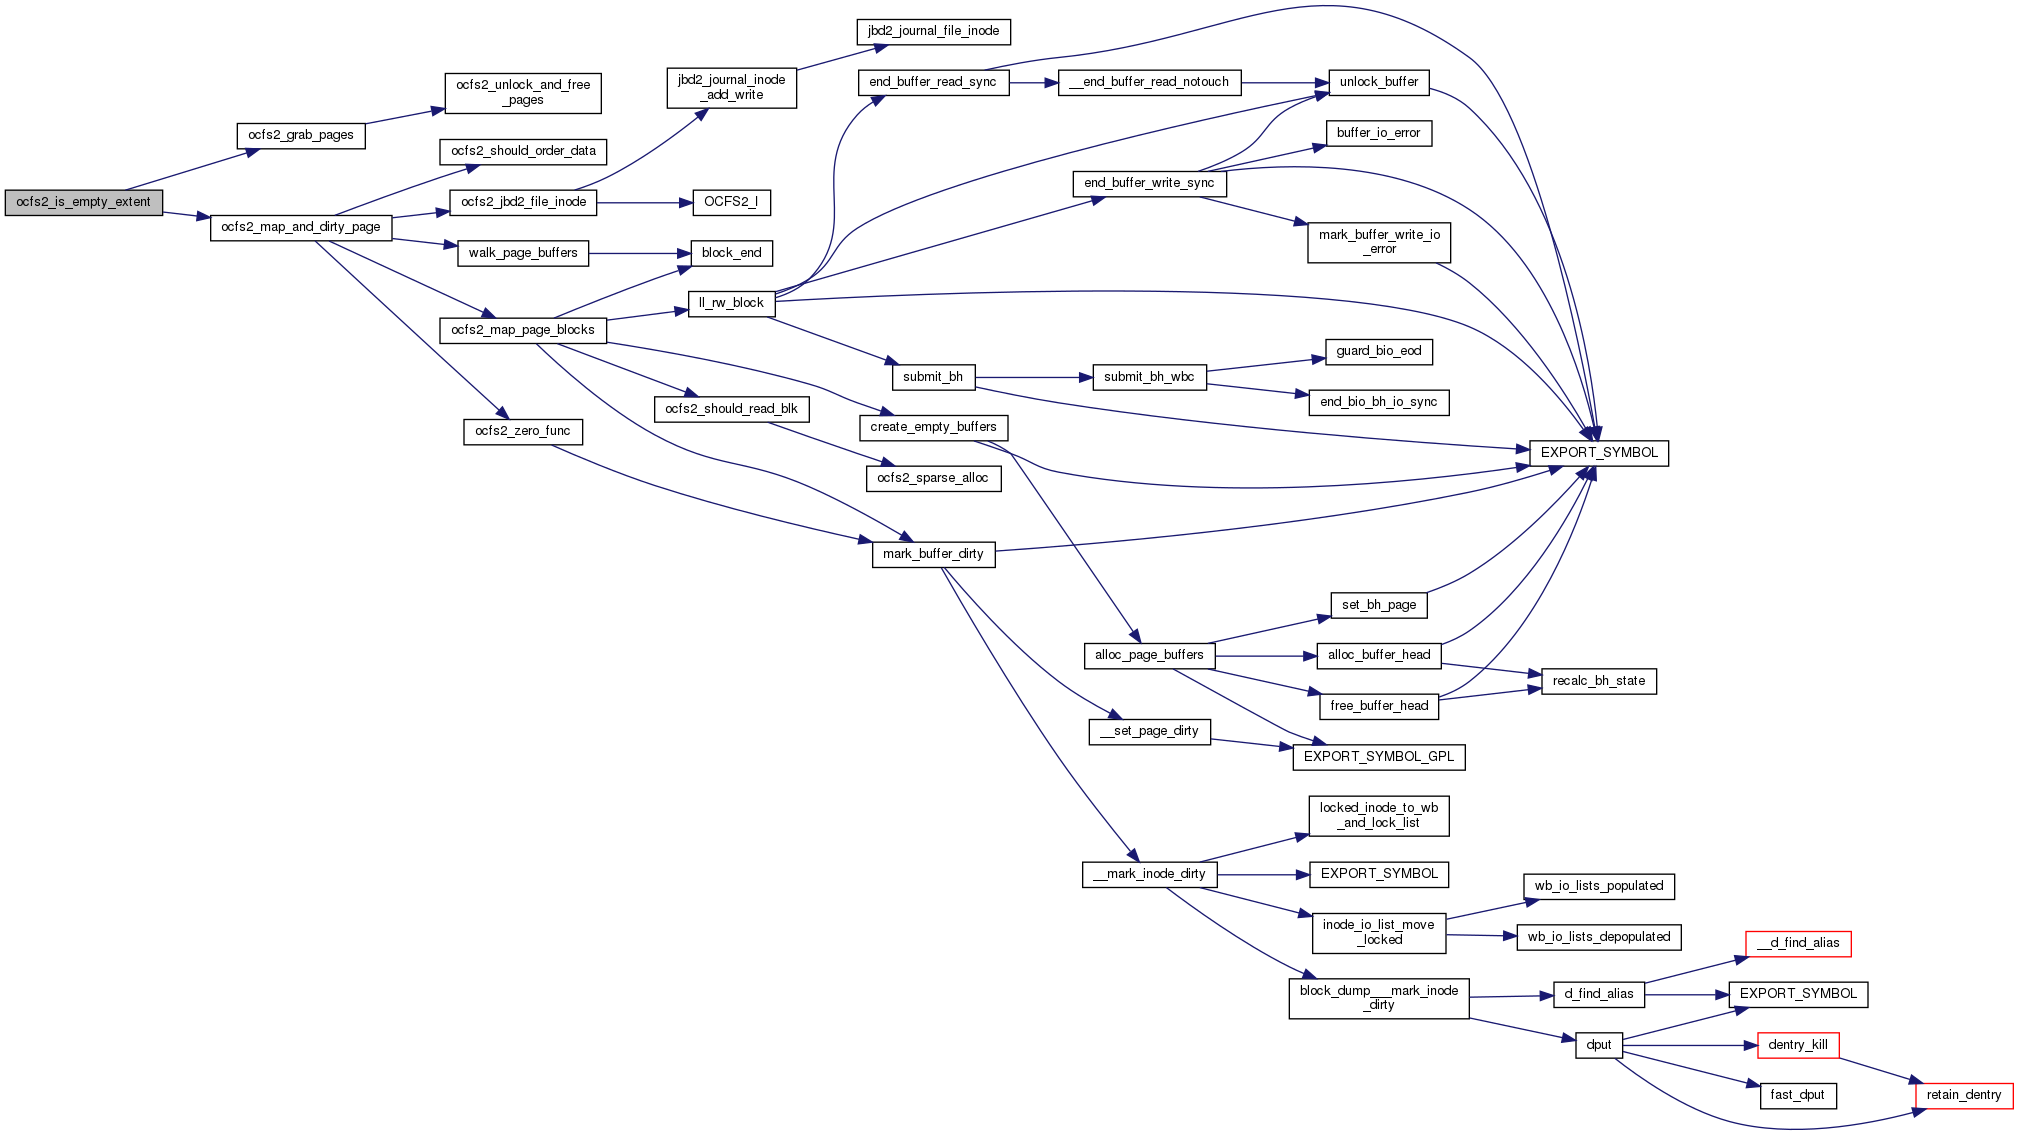 ocfs2_is_empty_extent
ocfs2_grab_pages
ocfs2_unlock_and_free
_pages
ocfs2_map_and_dirty_page
ocfs2_should_order_data
ocfs2_jbd2_file_inode
walk_page_buffers
ocfs2_map_page_blocks
ocfs2_zero_func
jbd2_journal_inode
_add_write
OCFS2_I
block_end
ll_rw_block
ocfs2_should_read_blk
jbd2_journal_file_inode
end_buffer_read_sync
submit_bh
create_empty_buffers
ocfs2_sparse_alloc
mark_buffer_dirty
__end_buffer_read_notouch
end_buffer_write_sync
submit_bh_wbc
alloc_page_buffers
__set_page_dirty
__mark_inode_dirty
unlock_buffer
buffer_io_error
mark_buffer_write_io
_error
guard_bio_eod
end_bio_bh_io_sync
set_bh_page
alloc_buffer_head
free_buffer_head
EXPORT_SYMBOL_GPL
locked_inode_to_wb
_and_lock_list
EXPORT_SYMBOL
inode_io_list_move
_locked
block_dump___mark_inode
_dirty
EXPORT_SYMBOL
recalc_bh_state
wb_io_lists_populated
wb_io_lists_depopulated
d_find_alias
dput
__d_find_alias
EXPORT_SYMBOL
dentry_kill
fast_dput
retain_dentry